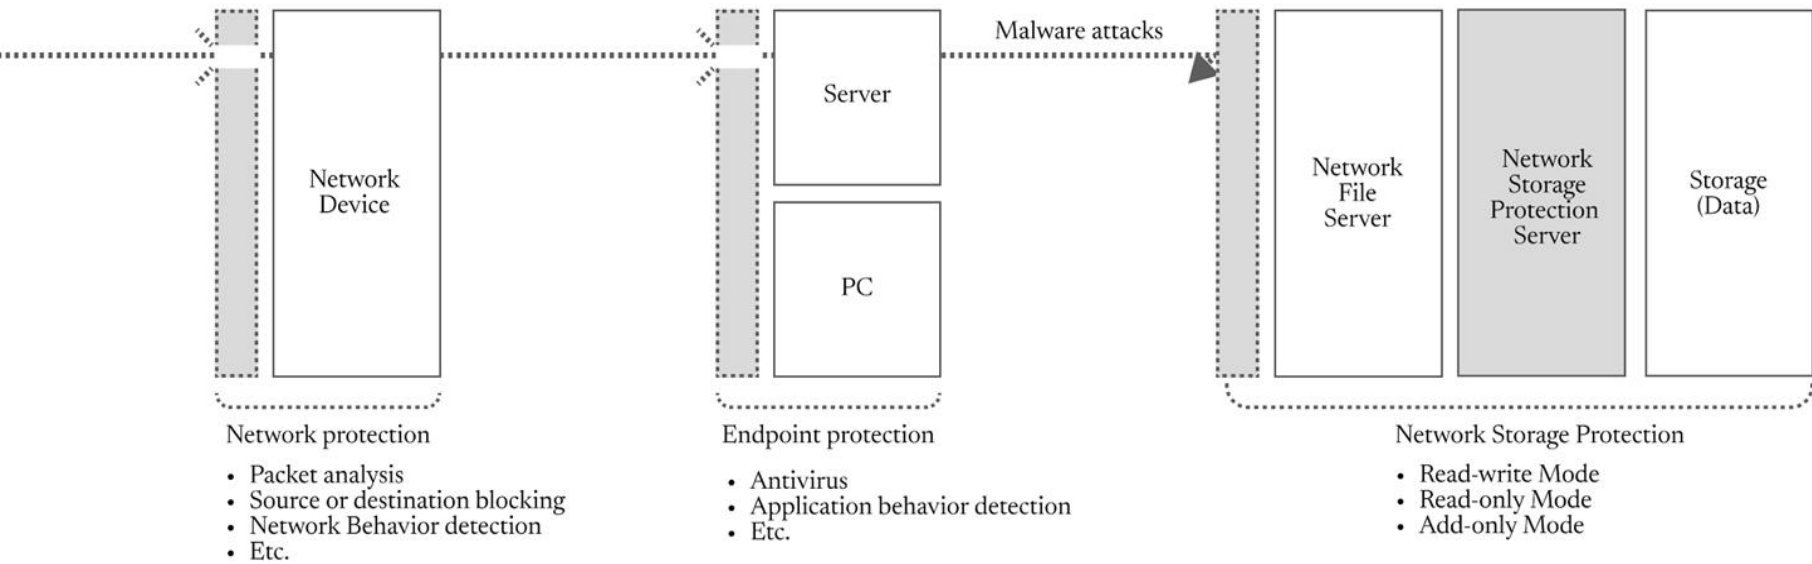 Malware attacks
Network
Device
Server
PC
Network
File
Server
Network
Storage
Protection
Server
Storage
(Data)
Network protection
• Packet analysis
• Source or destination blocking
• Network Behavior detection
• Etc.
Endpoint protection
• Antivirus
• Application behavior detection
• Etc.
Network Storage Protection
• Read-write Mode
• Read-only Mode
• Add-only Mode